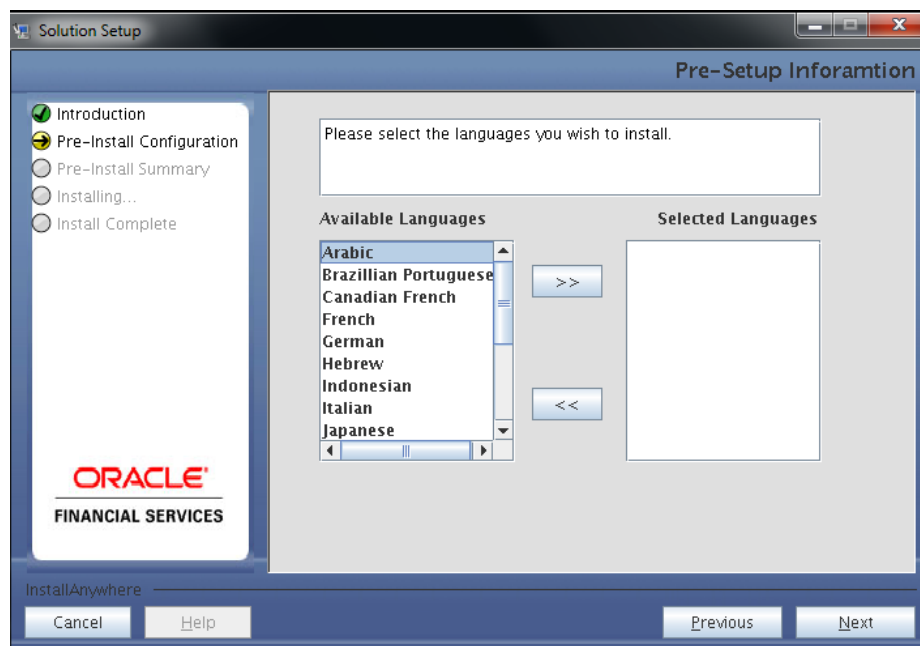 Solution Setup
Pre-Setup Inforamtion
Introduction
Pre-Install Configuration
Pre-Install Summary
Installing...
Install Complete
ORACLE
FINANCIAL SERVICES
Please select the languages you wish to install.
Available Languages
Selected Languages
Arabic
Brazillian Portuguese
Canadian French
French
German
Hebrew
Indonesian
Italian
Japanese
>>
<<
InstallAnywhere
Cancel
Help
Previous
Next